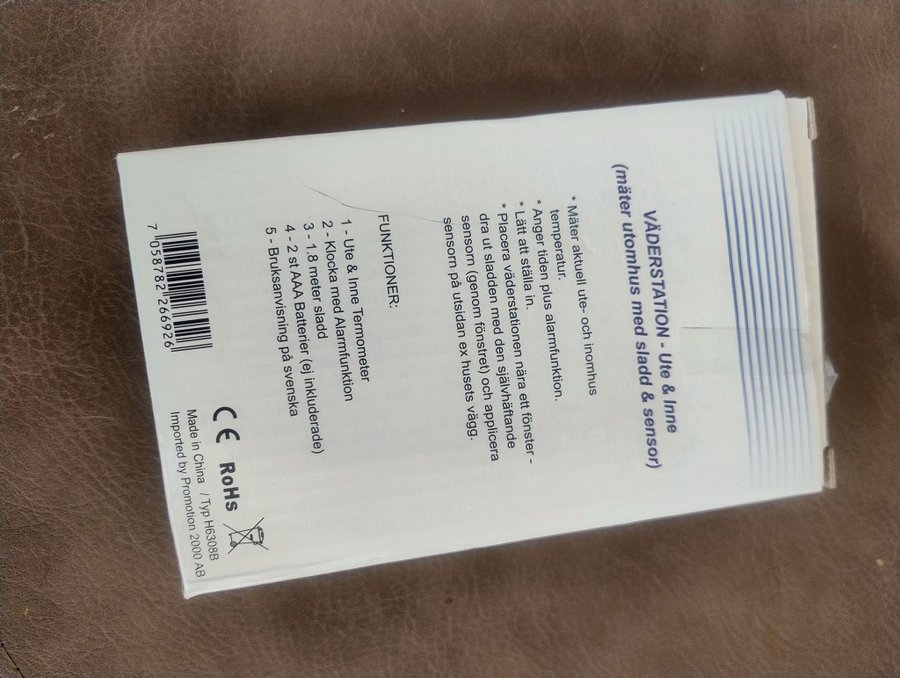 VÄDERSTATION - Ute & Inne
(mäter utomhus med sladd & sensor)
* Mäter aktuell ute- och inomhus
temperatur.
* Anger tiden plus alarmfunktion.
* Lätt att ställa in.
* Placera väderstationen nära ett fönster -
dra ut sladden med den självhäftande
sensorn (genom fönstret) och applicera
sensorn på utsidan ex husets vägg.
FUNKTIONER:
1 - Ute & Inne Termometer
2 - Klocka med Alarmfunktion
3 - 1,8 meter sladd
4 - 2 st AAA Batterier (ej inkluderade)
5 - Bruksanvisning på svenska
7 058782 266926
CE RoHS
Made in China / Typ H6308B
Imported by Promotion 2000 AB